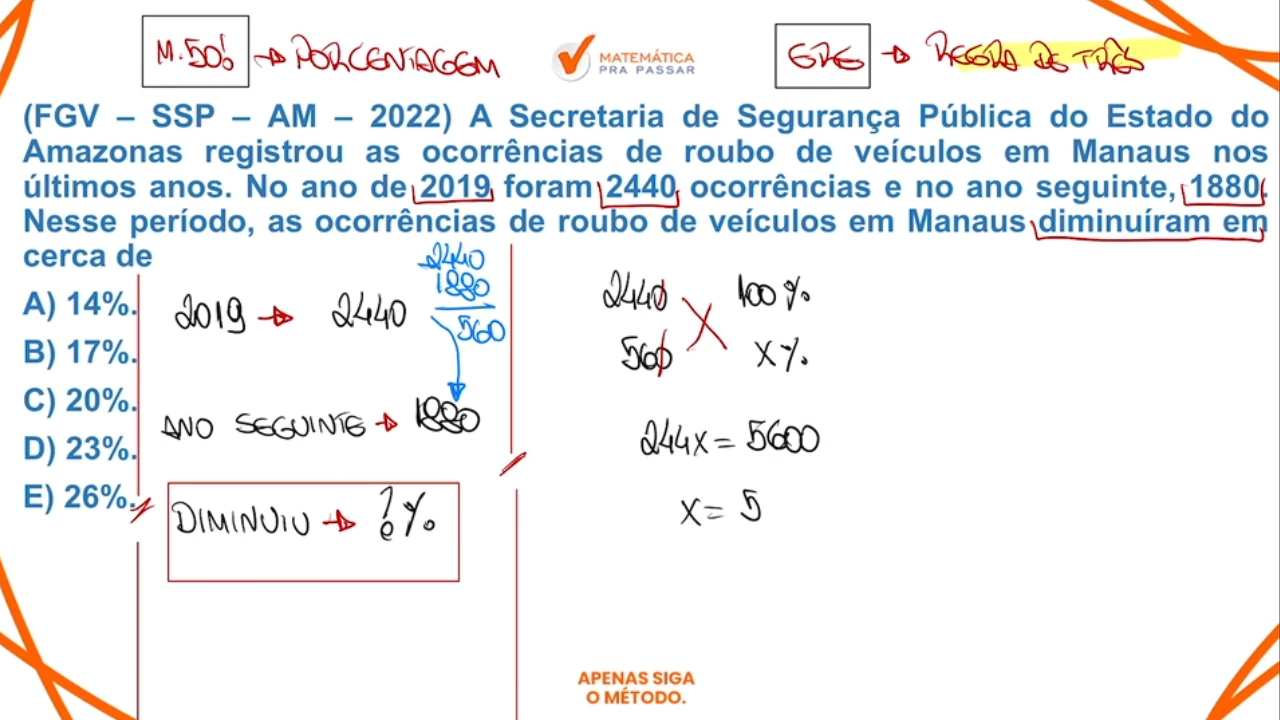 M.50! → PORCENTAGEM
MATEMÁTICA
PRA PASSAR
EPE → REGRA DE TRÊS
(FGV – SSP – AM – 2022) A Secretaria de Segurança Pública do Estado do
Amazonas registrou as ocorrências de roubo de veículos em Manaus nos
últimos anos. No ano de 2019 foram 2440 ocorrências e no ano seguinte, 1880.
Nesse período, as ocorrências de roubo de veículos em Manaus diminuíram em
cerca de
A) 14%.
B) 17%.
C) 20%.
D) 23%.
E) 26%.
2019 → 2440
2440
1880
560
ANO SEGUINTE → 1880
DIMINUIU → ?%
2440 100%
560 X%
244X = 5600
X = 5
APENAS SIGA
O MÉTODO.